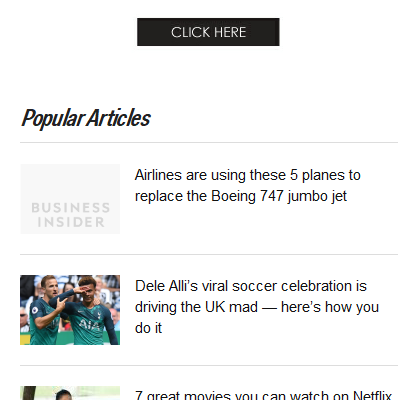 CLICK HERE
Popular Articles
BUSINESS
INSIDER
Airlines are using these 5 planes to
replace the Boeing 747 jumbo jet
AIA
Dele Alli’s viral soccer celebration is
driving the UK mad — here’s how you
do it
7 great movies you can watch on Netflix